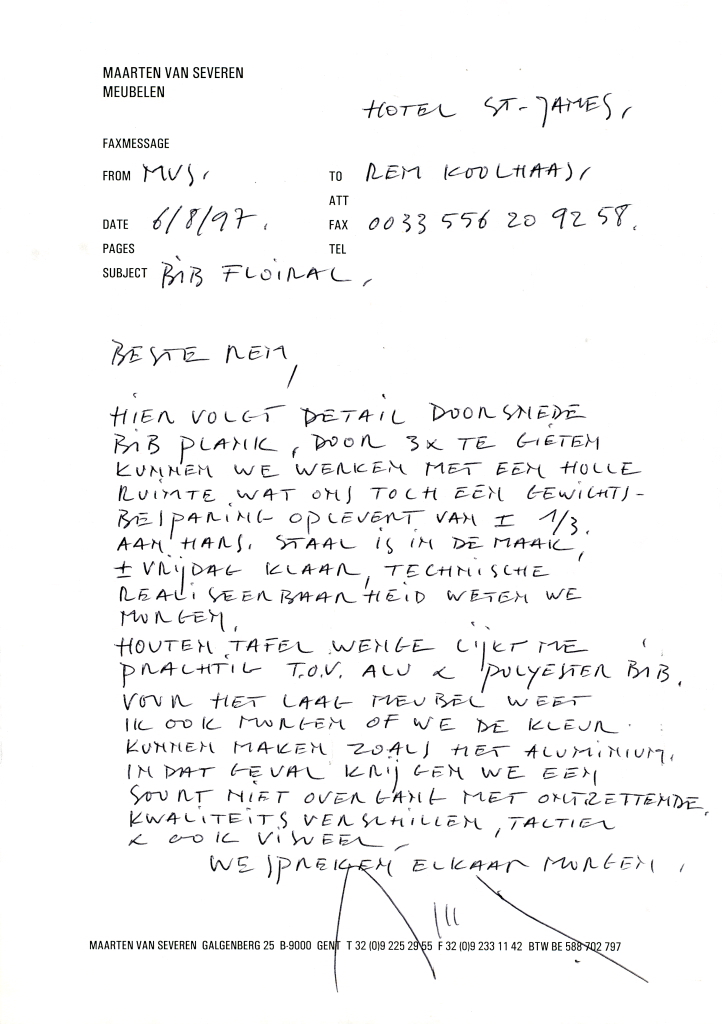 MAARTEN VAN SEVEREN
MEUBELEN
HOTEL ST-JAMES,
FAXMESSAGE
FROM MVS, TO REM KOOLHAAS,
ATT
DATE 6/8/97. FAX 0033 556 20 92 58.
PAGES TEL
SUBJECT BIB FLOIRAC,
BESTE REM,
HIER VOLGT DETAIL DOORSNEDE
BIB PLANK, DOOR 3X TE GIETEN
KUNNEN WE WERKEN MET EEN HOLLE
RUIMTE WAT ONS TOCH EEN GEWICHTS-
BESPARING OPLEVERT VAN ± 1/3.
AAN HARS. STAAL IS IN DE MAAK,
± VRIJDAG KLAAR, TECHNISCHE
REALISEERBAARHEID WETEN WE
MORGEN.
HOUTEN TAFEL WENGE LIJKT ME
PRACHTIG T.O.V. ALU & POLYESTER BIB.
VOOR HET LAAG MEUBEL WEET
IK OOK MORGEN OF WE DE KLEUR
KUNNEN MAKEN ZOALS HET ALUMINIUM.
IN DAT GEVAL KRIJGEN WE EEN
SOORT NIET OVERGANG MET ONTZETTENDE
KWALITEITSVERSCHILLEN, TACTIEL
& OOK VISUEEL.
WE SPREKEN ELKAAR MORGEN.
MAARTEN VAN SEVEREN GALGENBERG 25 B-9000 GENT T 32 (0)9 225 29 55 F 32 (0)9 233 11 42 BTW BE 588 702 797